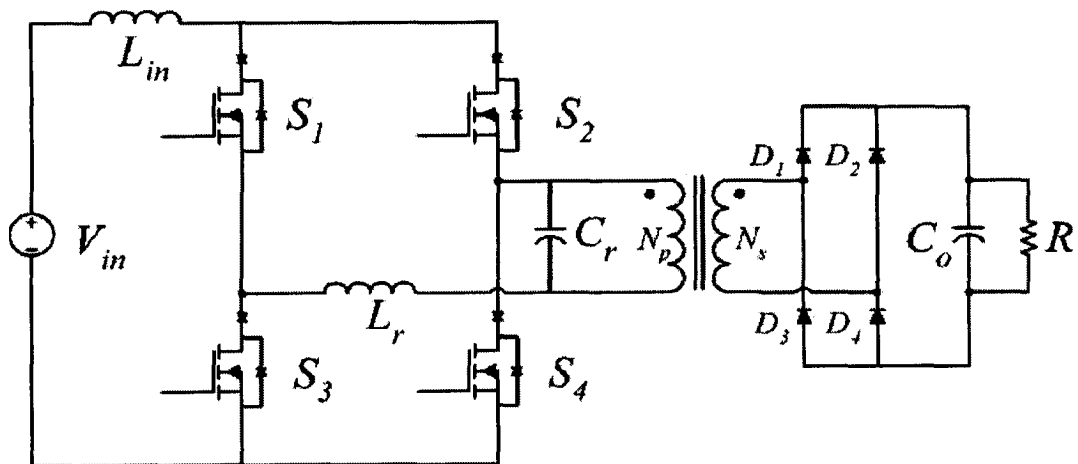 L_in
S_1
S_2
D_1 D_2
V_in
C_r
N_p
N_s
C_o
R
L_r
D_3 D_4
S_3
S_4